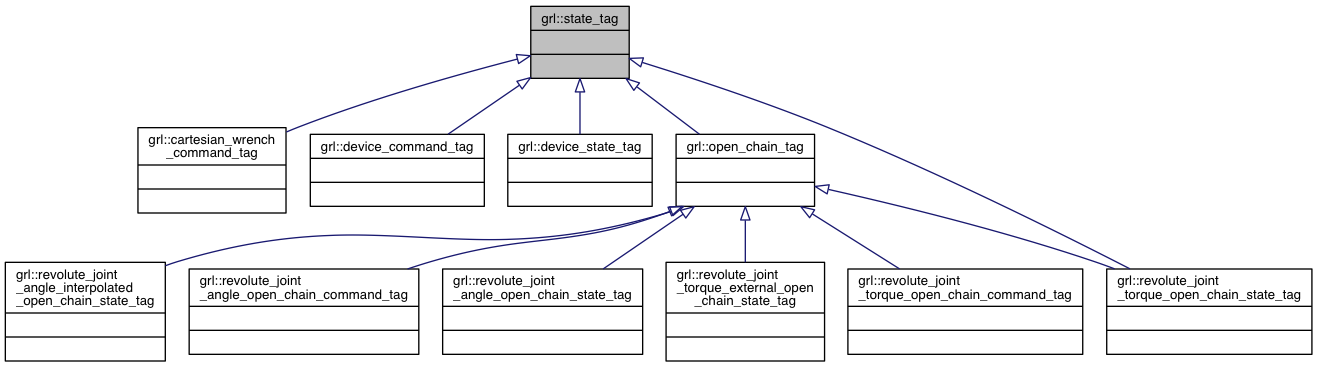 grl::state_tag
grl::cartesian_wrench
_command_tag
grl::device_command_tag
grl::device_state_tag
grl::open_chain_tag
grl::revolute_joint
_angle_interpolated
_open_chain_state_tag
grl::revolute_joint
_angle_open_chain_command_tag
grl::revolute_joint
_angle_open_chain_state_tag
grl::revolute_joint
_torque_external_open
_chain_state_tag
grl::revolute_joint
_torque_open_chain_command_tag
grl::revolute_joint
_torque_open_chain_state_tag